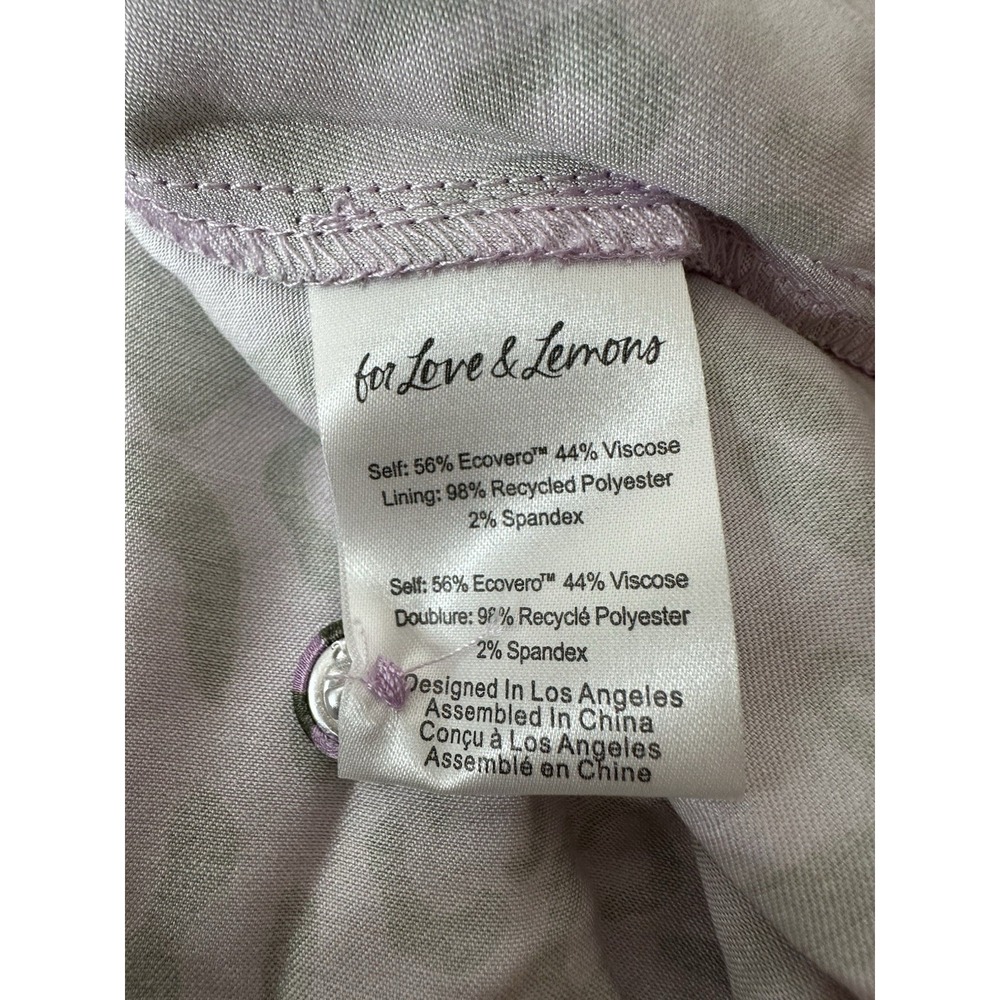 for Love & Lemons
Self: 56% Ecovero™ 44% Viscose
Lining: 98% Recycled Polyester
2% Spandex
Self: 56% Ecovero™ 44% Viscose
Doublure: 98% Recyclé Polyester
2% Spandex
Designed In Los Angeles
Assembled In China
Conçu à Los Angeles
Assemblé en Chine